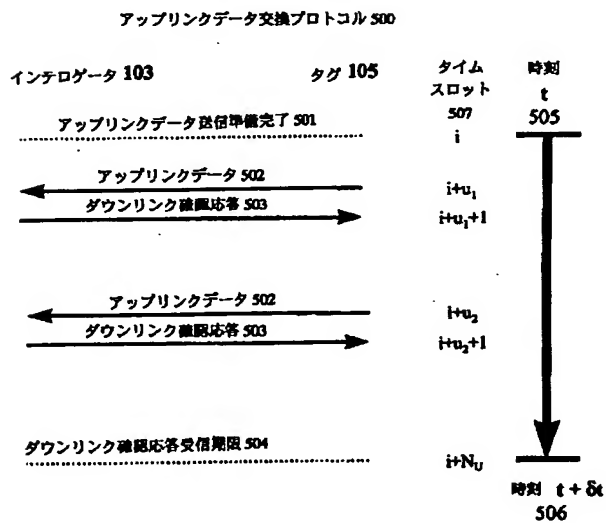 アップリンクデータ交換プロトコル 500
インテロゲータ 103
タグ 105
タイム
スロット
507
時刻
t
505
アップリンクデータ送信準備完了 501
i
アップリンクデータ 502
i+u₁
ダウンリンク確認応答 503
i+u₁+1
アップリンクデータ 502
i+u₂
ダウンリンク確認応答 503
i+u₂+1
ダウンリンク確認応答受信期限 504
i+Nᵤ
時刻 t + δt
506